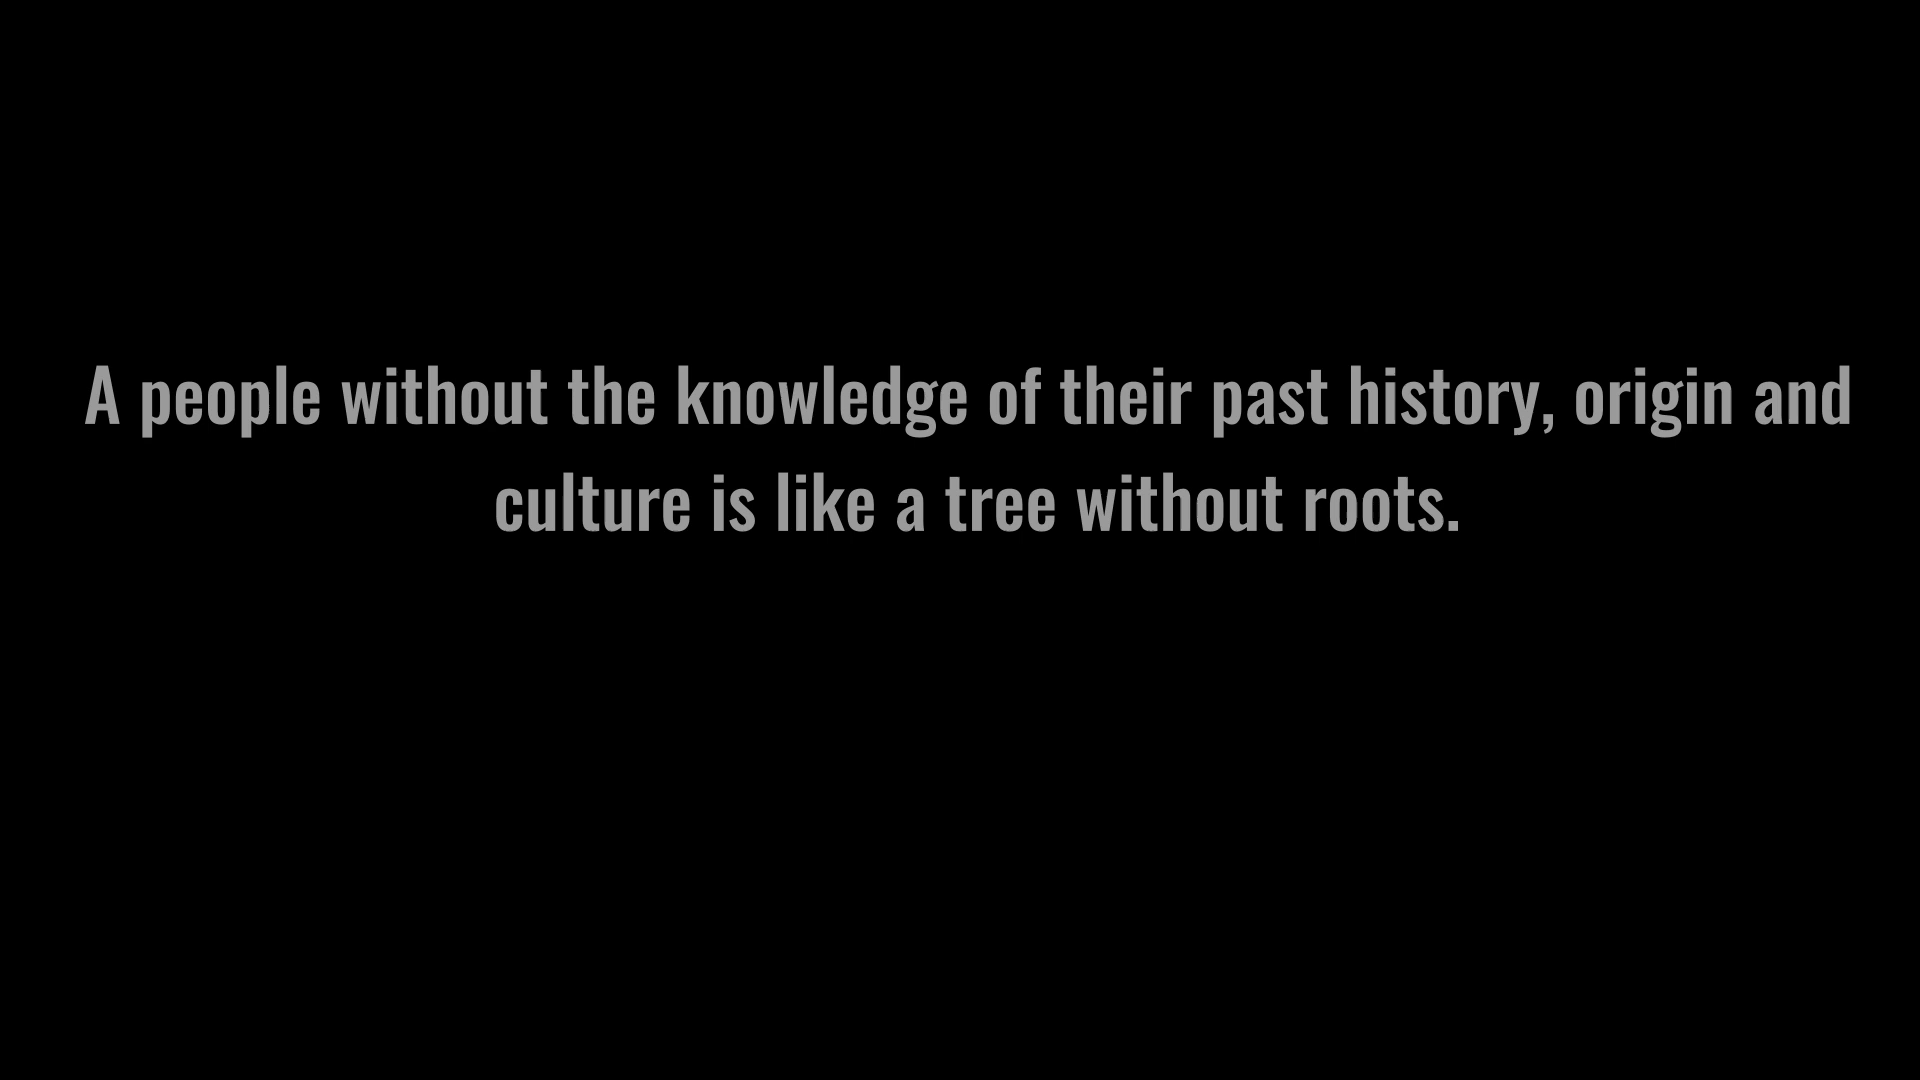 A people without the knowledge of their past history, origin and
culture is like a tree without roots.